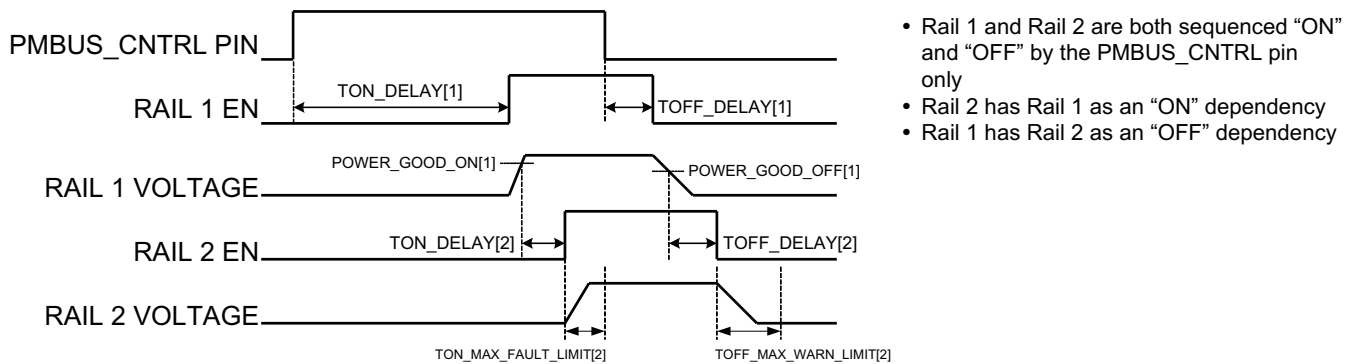 PMBUS_CNTRL PIN
RAIL 1 EN
TON_DELAY[1]
TOFF_DELAY[1]
RAIL 1 VOLTAGE
POWER_GOOD_ON[1]
POWER_GOOD_OFF[1]
RAIL 2 EN
TON_DELAY[2]
TOFF_DELAY[2]
RAIL 2 VOLTAGE
TON_MAX_FAULT_LIMIT[2]
TOFF_MAX_WARN_LIMIT[2]
• Rail 1 and Rail 2 are both sequenced “ON”
and “OFF” by the PMBUS_CNTRL pin
only
• Rail 2 has Rail 1 as an “ON” dependency
• Rail 1 has Rail 2 as an “OFF” dependency